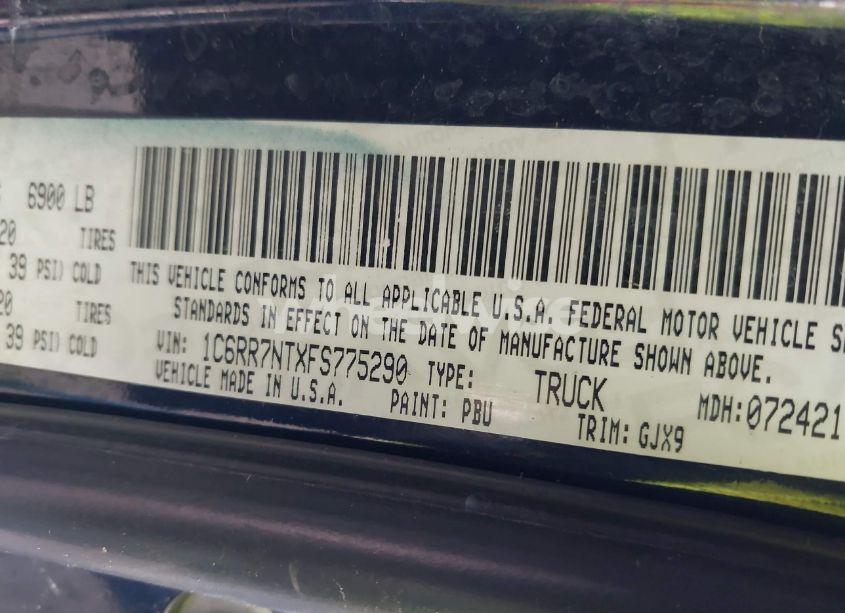 6900 LB
20 TIRES
39 PSI) COLD
20 TIRES
39 PSI) COLD
THIS VEHICLE CONFORMS TO ALL APPLICABLE U.S.A. FEDERAL MOTOR VEHICLE
STANDARDS IN EFFECT ON THE DATE OF MANUFACTURE SHOWN ABOVE.
VIN: 1C6RR7NTXFS775290 TYPE: TRUCK MDH:072421
VEHICLE MADE IN U.S.A. PAINT: PBU TRIM: GJX9